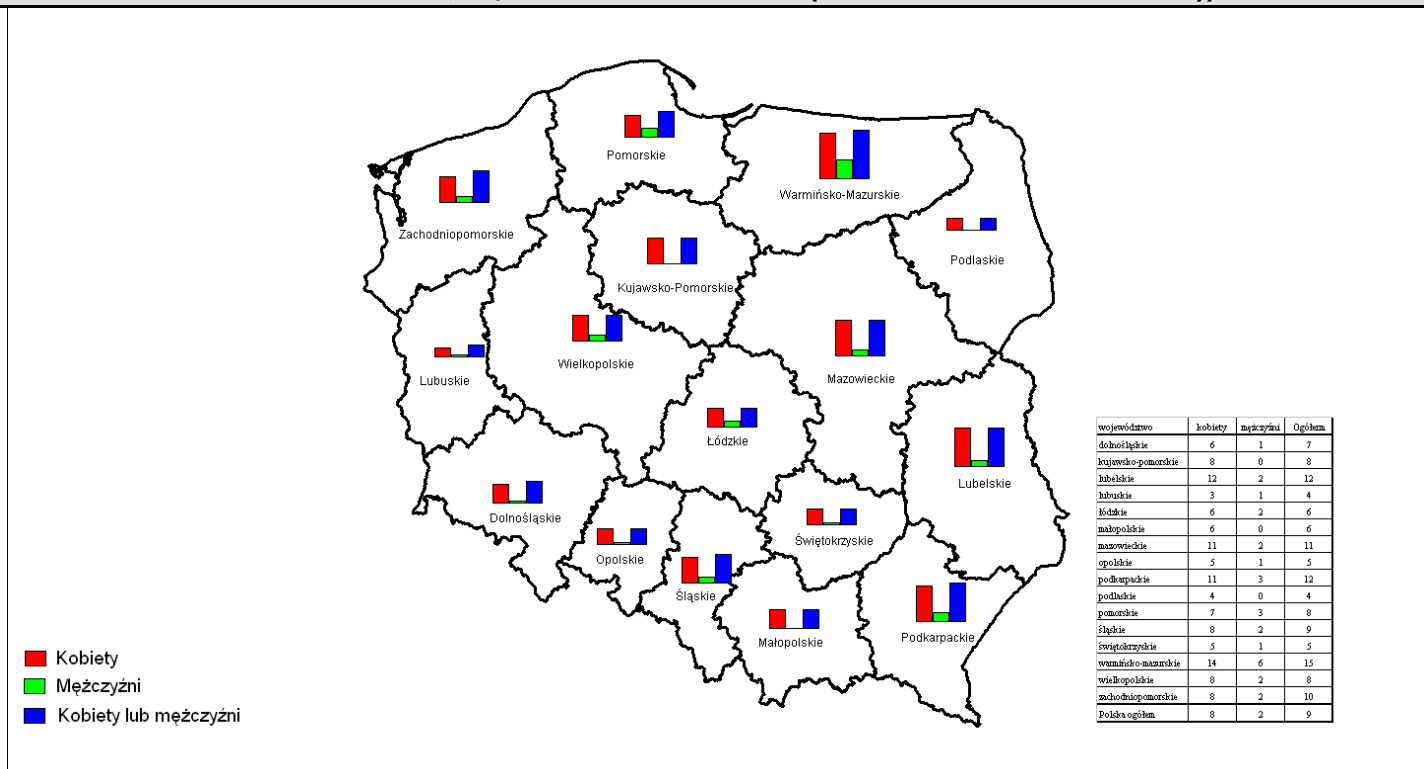 Pomorskie
Warmińsko-Mazurskie
Zachodniopomorskie
Podlaskie
Kujawsko-Pomorskie
Wielkopolskie
Mazowieckie
Lubuskie
Łódzkie
Lubelskie
Dolnośląskie
Świętokrzyskie
Opolskie
Śląskie
Małopolskie
Podkarpackie
Kobiety
Mężczyźni
Kobiety lub mężczyźni
województwo kobiety mężczyźni Ogółem
dolnośląskie 6 1 7
kujawsko-pomorskie 8 0 8
lubelskie 12 2 12
lubuskie 3 1 4
łódzkie 6 2 6
małopolskie 6 0 6
mazowieckie 11 2 11
opolskie 5 1 5
podkarpackie 11 3 12
podlaskie 4 0 4
pomorskie 7 3 8
śląskie 8 2 9
świętokrzyskie 5 1 5
warmińsko-mazurskie 14 6 15
wielkopolskie 8 2 8
zachodniopomorskie 8 2 10
Polska ogółem 8 2 9